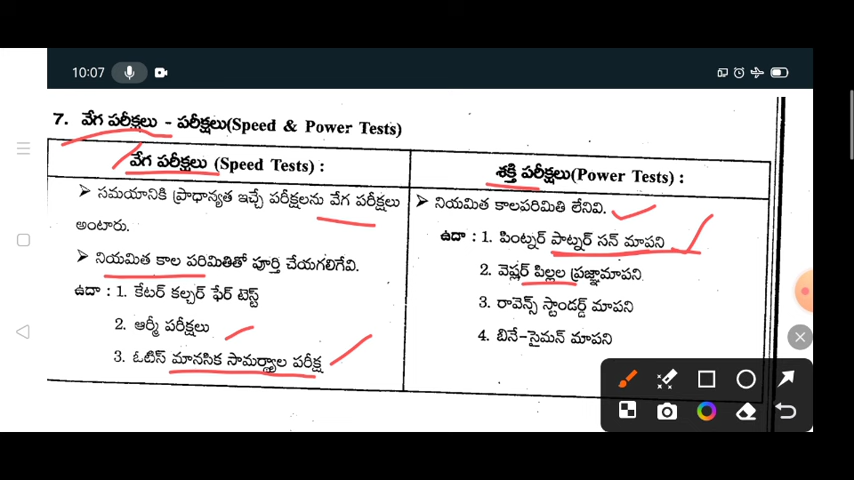 10:07
7. వేగ పరీక్షలు - పరీక్షలు(Speed & Power Tests)
వేగ పరీక్షలు (Speed Tests) :
➢ సమయానికి ప్రాధాన్యత ఇచ్చే పరీక్షలను వేగ పరీక్షలు
అంటారు.
➢ నియమిత కాల పరిమితితో పూర్తి చేయగలిగేవి.
ఉదా : 1. కేటర్ కల్చర్ ఫేర్ టెస్ట్
2. ఆర్మీ పరీక్షలు
3. ఓటిస్ మానసిక సామర్థ్యాల పరీక్ష
శక్తి పరీక్షలు(Power Tests) :
➢ నియమిత కాలపరిమితి లేనివి.
ఉదా : 1. పింట్నర్ పాట్నర్ సన్ మాపని
2. వెష్లర్ పిల్లల ప్రజ్ఞామాపని
3. రావెన్స్ స్టాండర్డ్ మాపని
4. బినే-సైమన్ మాపని